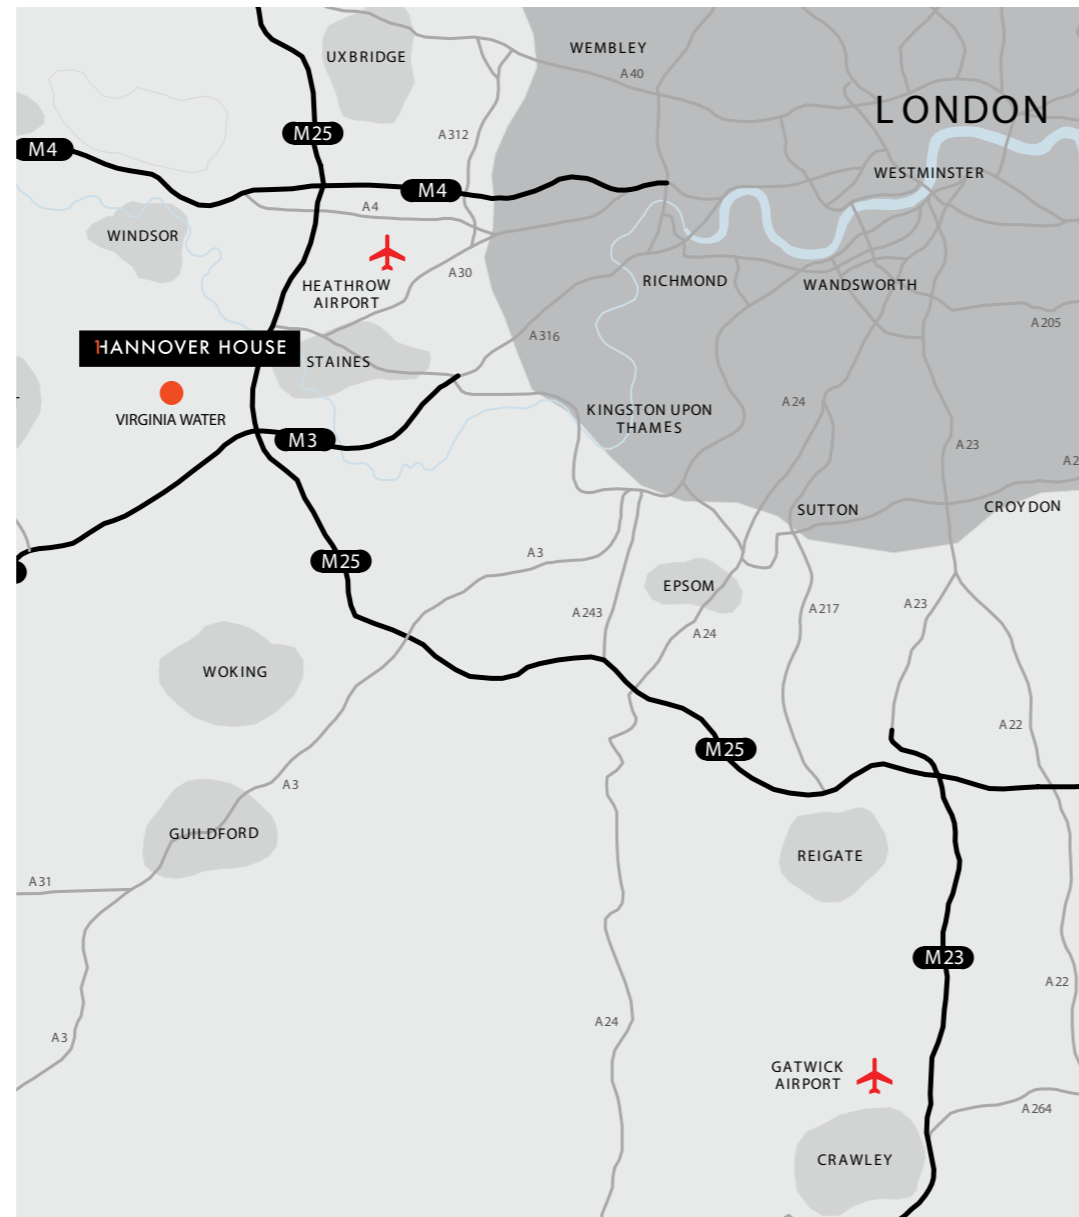 WEMBLEY
UXBRIDGE
A40
LONDON
M25
A312
M4
WESTMINSTER
M4
A4
WINDSOR
A30
RICHMOND
WANDSWORTH
HEATHROW
AIRPORT
A205
A316
1HANNOVER HOUSE
STAINES
A24
KINGSTON UPON
THAMES
VIRGINIA WATER
M3
A23
SUTTON
CROYDON
A3
M25
EPSOM
A243
A217
A23
A24
WOKING
A22
M25
A3
GUILDFORD
REIGATE
A31
M23
A22
A24
A3
GATWICK
AIRPORT
A264
CRAWLEY